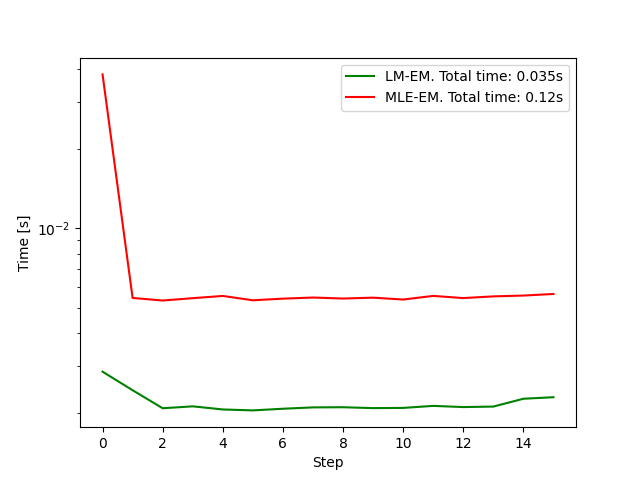 LM-EM. Total time: 0.035s
MLE-EM. Total time: 0.12s
Time [s]
10⁻²
0 2 4 6 8 10 12 14
Step